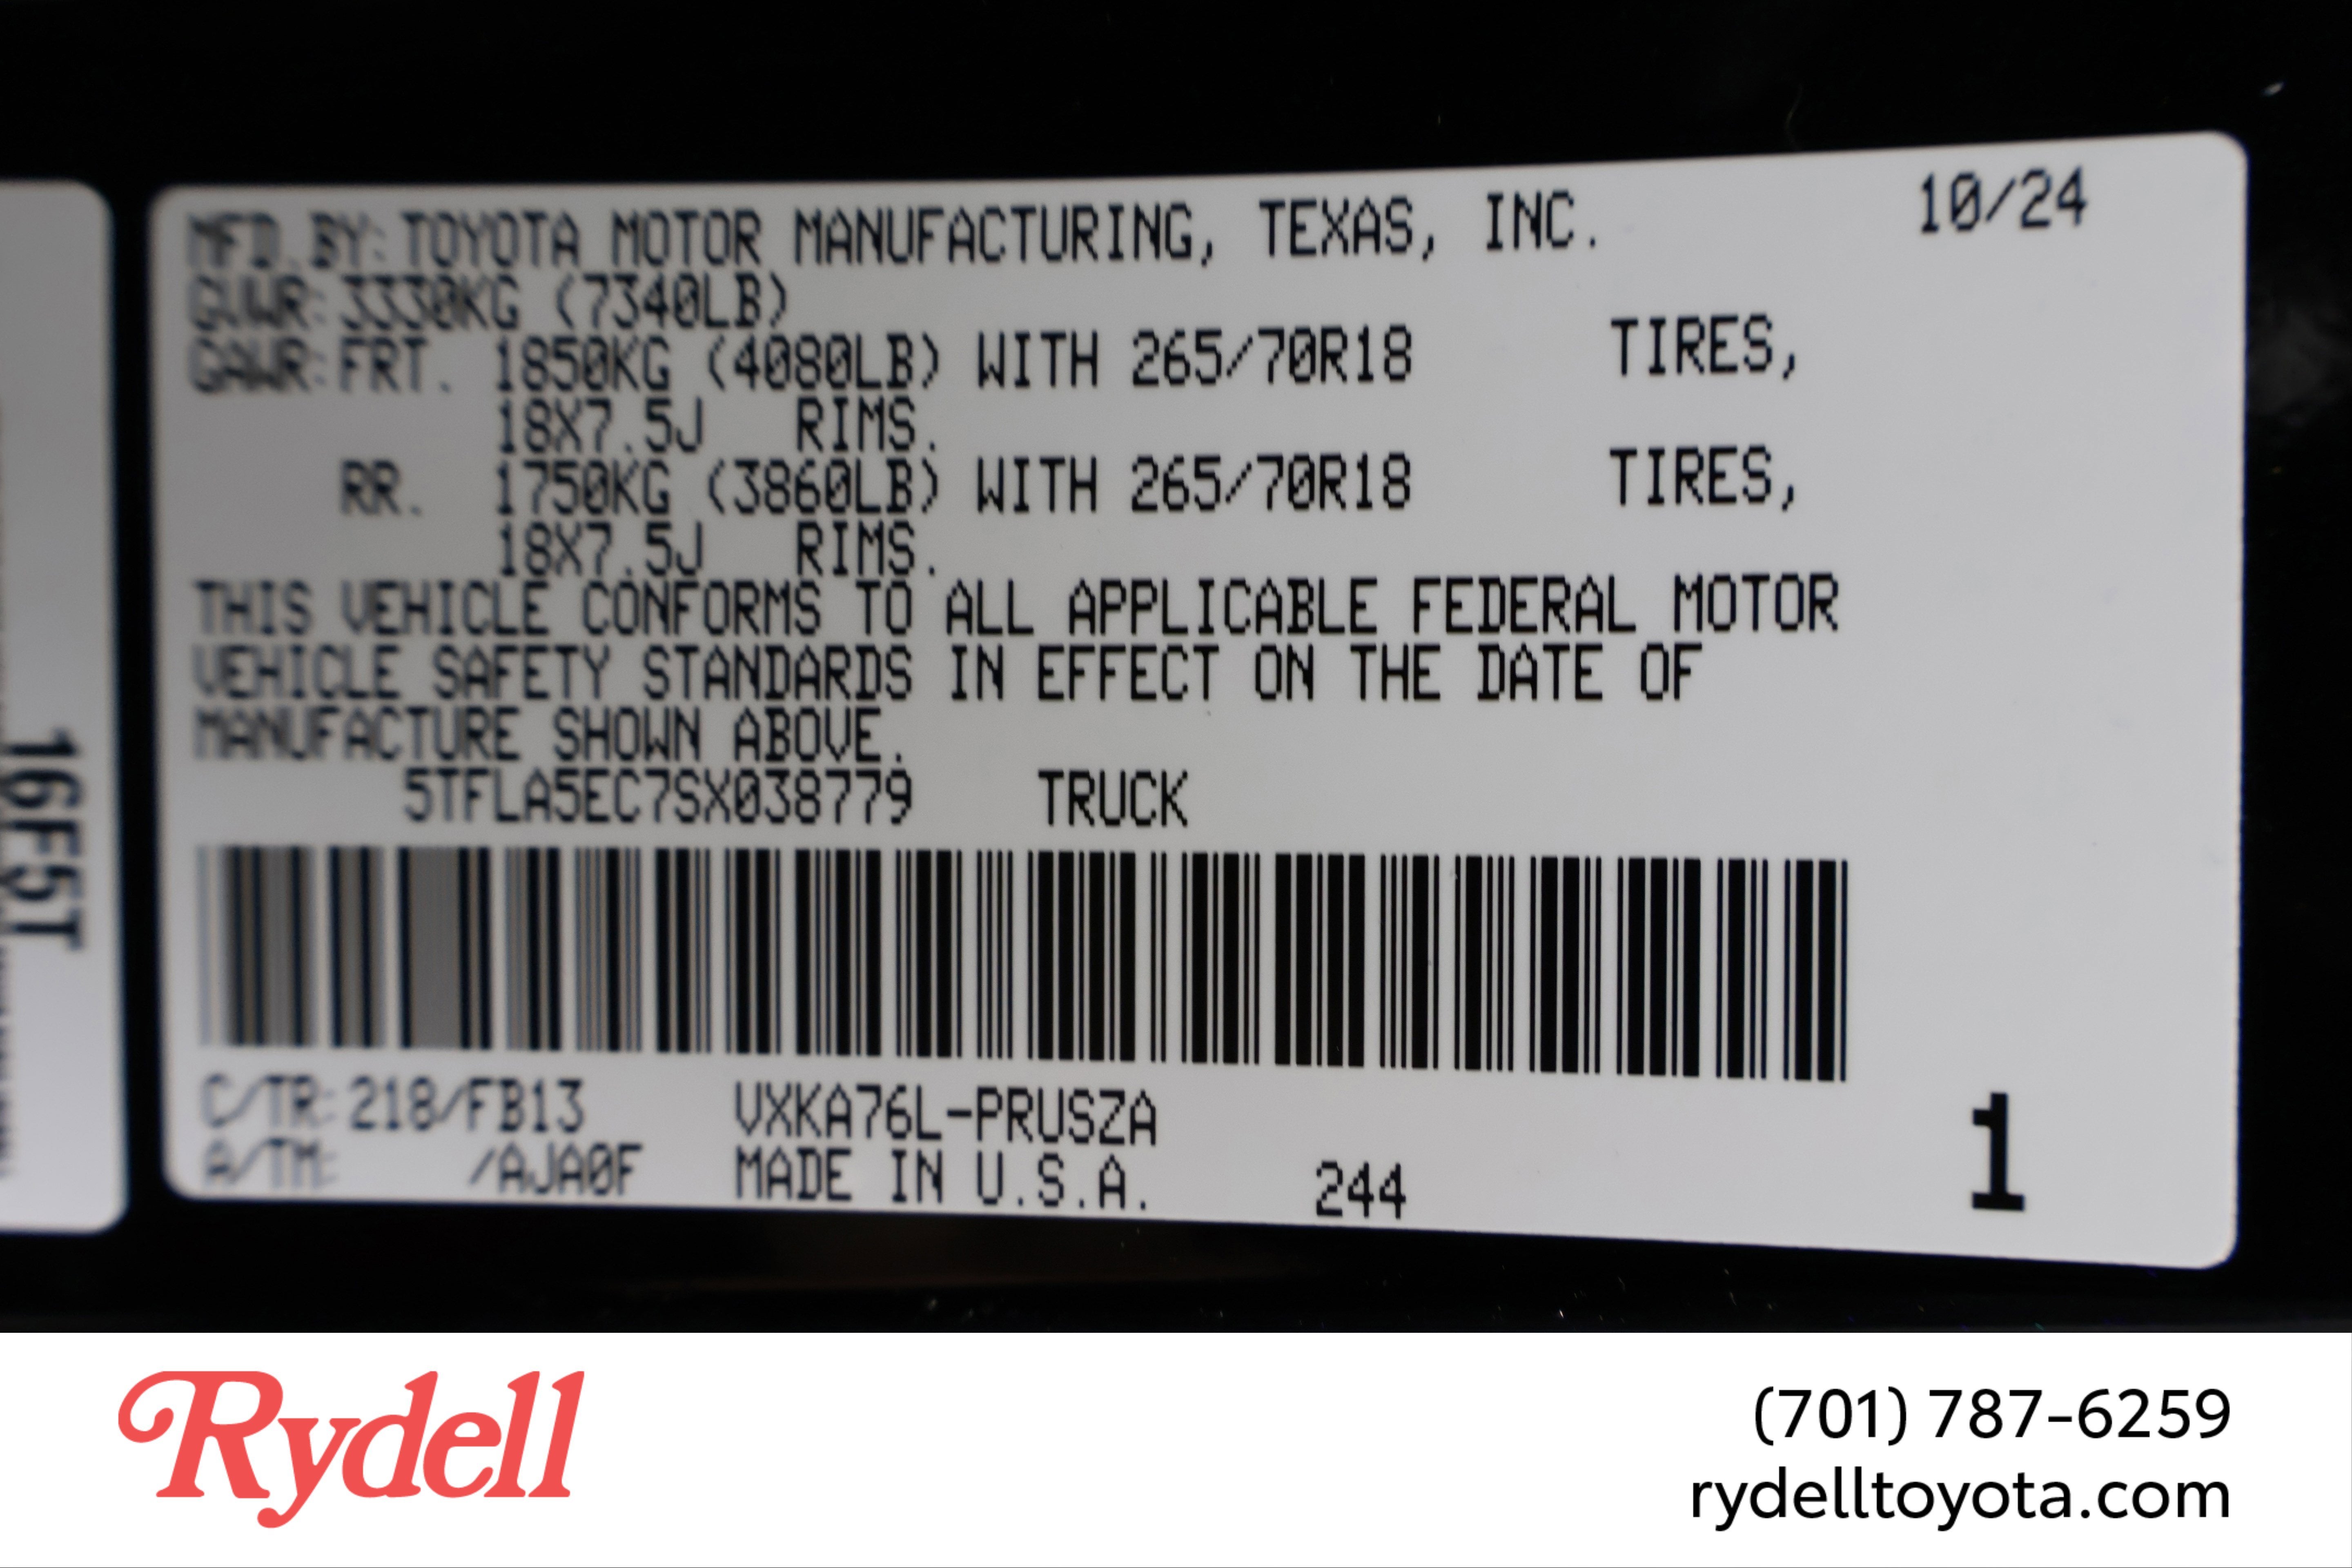 MFD.BY:TOYOTA MOTOR MANUFACTURING, TEXAS, INC. 10/24
GVWR:3330KG (7340LB)
GAWR:FRT. 1850KG (4080LB) WITH 265/70R18 TIRES,
18X7.5J RIMS.
RR. 1750KG (3860LB) WITH 265/70R18 TIRES,
18X7.5J RIMS.
THIS VEHICLE CONFORMS TO ALL APPLICABLE FEDERAL MOTOR
VEHICLE SAFETY STANDARDS IN EFFECT ON THE DATE OF
MANUFACTURE SHOWN ABOVE.
5TFLA5EC7SX038779 TRUCK
C/TR:218/FB13 VXKA76L-PRUSZA
A/TM: /AJA0F MADE IN U.S.A. 244 1
16F5T
Rydell
(701) 787-6259
rydelltoyota.com